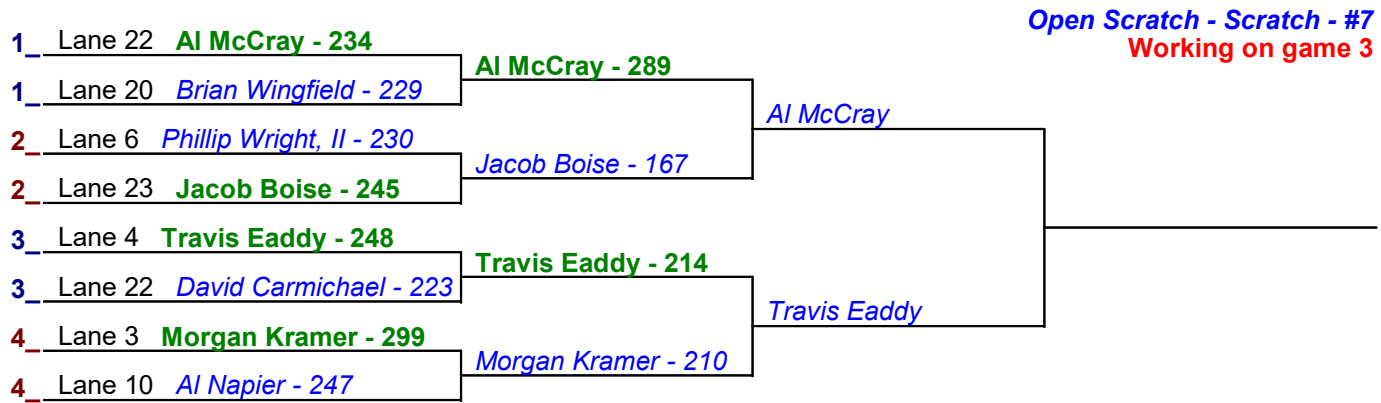 Open Scratch - Scratch - #7
Working on game 3
1_ Lane 22 Al McCray - 234
1_ Lane 20 Brian Wingfield - 229
2_ Lane 6 Phillip Wright, II - 230
2_ Lane 23 Jacob Boise - 245
3_ Lane 4 Travis Eaddy - 248
3_ Lane 22 David Carmichael - 223
4_ Lane 3 Morgan Kramer - 299
4_ Lane 10 Al Napier - 247
Al McCray - 289
Jacob Boise - 167
Travis Eaddy - 214
Morgan Kramer - 210
Al McCray
Travis Eaddy